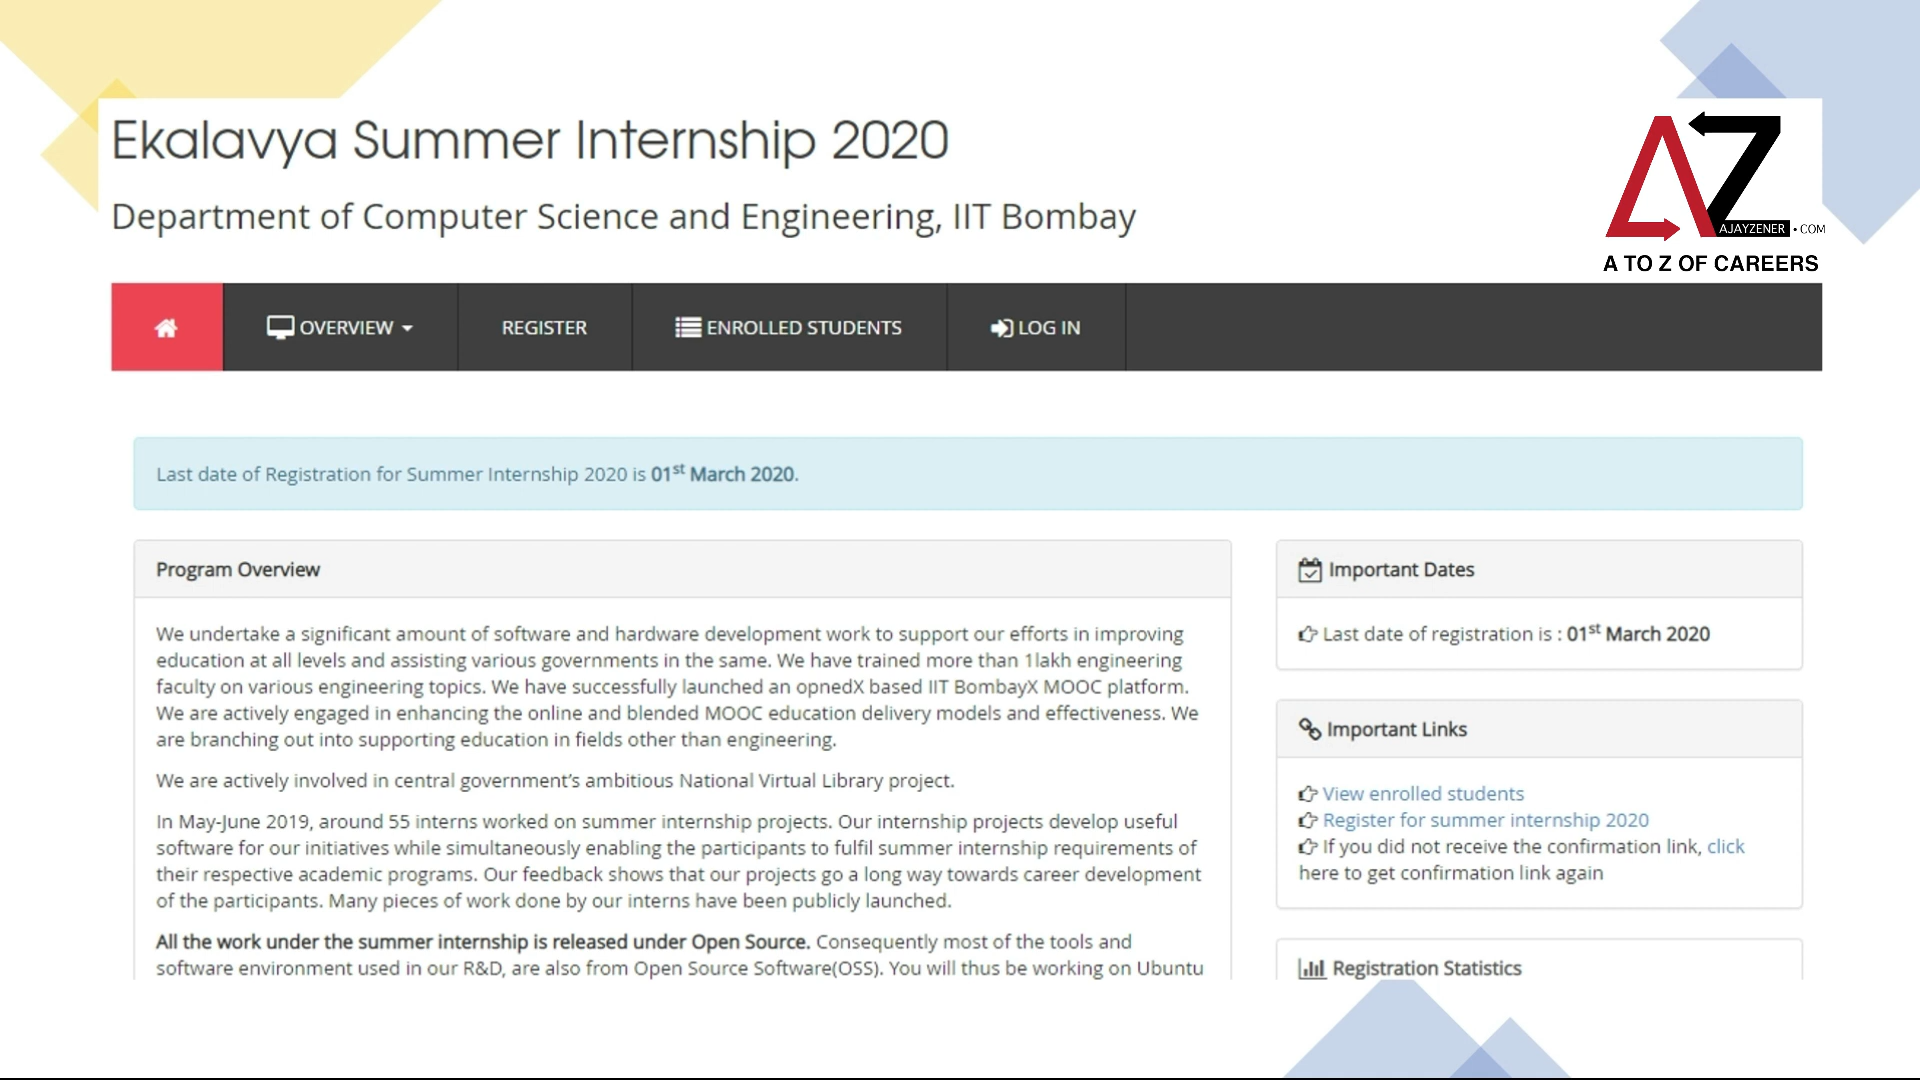 Ekalavya Summer Internship 2020
Department of Computer Science and Engineering, IIT Bombay
AJAYZENER • COM
A TO Z OF CAREERS
OVERVIEW
REGISTER
ENROLLED STUDENTS
LOG IN
Last date of Registration for Summer Internship 2020 is 01st March 2020.
Program Overview
We undertake a significant amount of software and hardware development work to support our efforts in improving
education at all levels and assisting various governments in the same. We have trained more than 1lakh engineering
faculty on various engineering topics. We have successfully launched an opnedX based IIT BombayX MOOC platform.
We are actively engaged in enhancing the online and blended MOOC education delivery models and effectiveness. We
are branching out into supporting education in fields other than engineering.
We are actively involved in central government's ambitious National Virtual Library project.
In May-June 2019, around 55 interns worked on summer internship projects. Our internship projects develop useful
software for our initiatives while simultaneously enabling the participants to fulfil summer internship requirements of
their respective academic programs. Our feedback shows that our projects go a long way towards career development
of the participants. Many pieces of work done by our interns have been publicly launched.
All the work under the summer internship is released under Open Source. Consequently most of the tools and
software environment used in our R&D, are also from Open Source Software(OSS). You will thus be working on Ubuntu
Important Dates
Last date of registration is : 01st March 2020
Important Links
View enrolled students
Register for summer internship 2020
If you did not receive the confirmation link, click
here to get confirmation link again
Registration Statistics